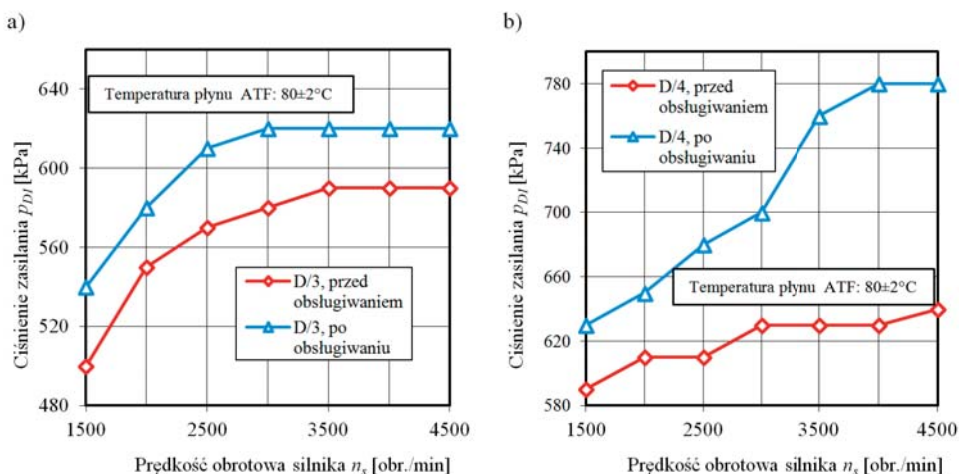 a)
Ciśnienie zasilania p_D1 [kPa]
640
600
560
520
480
Temperatura płynu ATF: 80±2°C
D/3, przed
obsługiwaniem
D/3, po
obsługiwaniu
1500 2500 3500 4500
Prędkość obrotowa silnika n_s [obr./min]
b)
Ciśnienie zasilania p_D1 [kPa]
780
740
700
660
620
580
D/4, przed
obsługiwaniem
D/4, po
obsługiwaniu
Temperatura płynu ATF: 80±2°C
1500 2500 3500 4500
Prędkość obrotowa silnika n_s [obr./min]